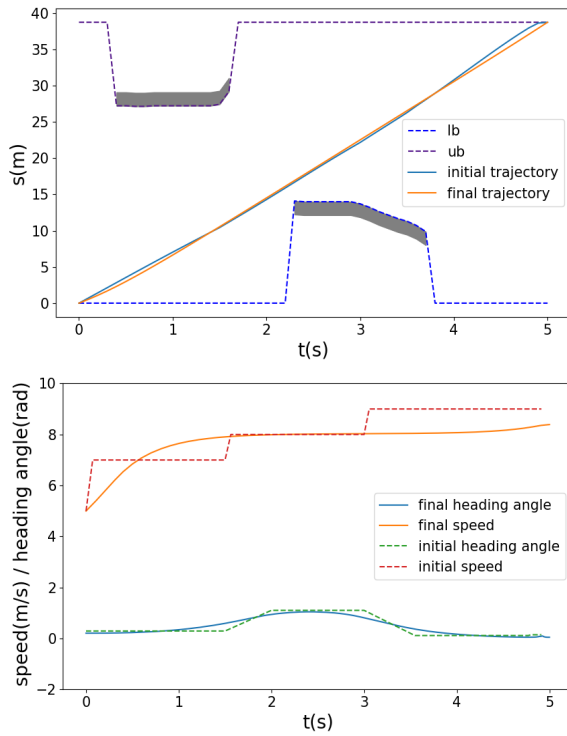 40
35
30
25
20
15
10
5
0
s(m)
lb
ub
initial trajectory
final trajectory
0 1 2 3 4 5
t(s)
10
8
6
4
2
0
−2
speed(m/s) / heading angle(rad)
final heading angle
final speed
initial heading angle
initial speed
0 1 2 3 4 5
t(s)